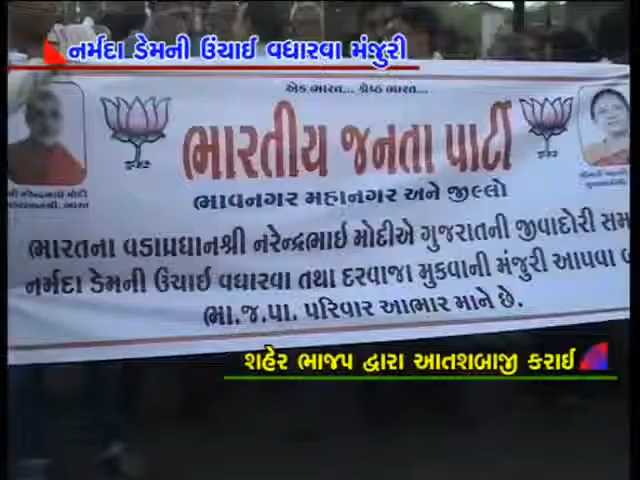 નર્મદા ડેમની ઉંચાઈ વધારવા મંજુરી
એક ભારત... શ્રેષ્ઠ ભારત...
ભારતીય જનતા પાર્ટી
ભાવનગર મહાનગર અને જીલ્લો
ભારતના વડાપ્રધાનશ્રી નરેન્દ્રભાઈ મોદીએ ગુજરાતની જીવાદોરી સમ
નર્મદા ડેમની ઉંચાઈ વધારવા તથા દરવાજા મુકવાની મંજુરી આપવા બ
ભા.જ.પા. પરિવાર આભાર માને છે.
શહેર ભાજપ દ્વારા આતશબાજી કરાઈ